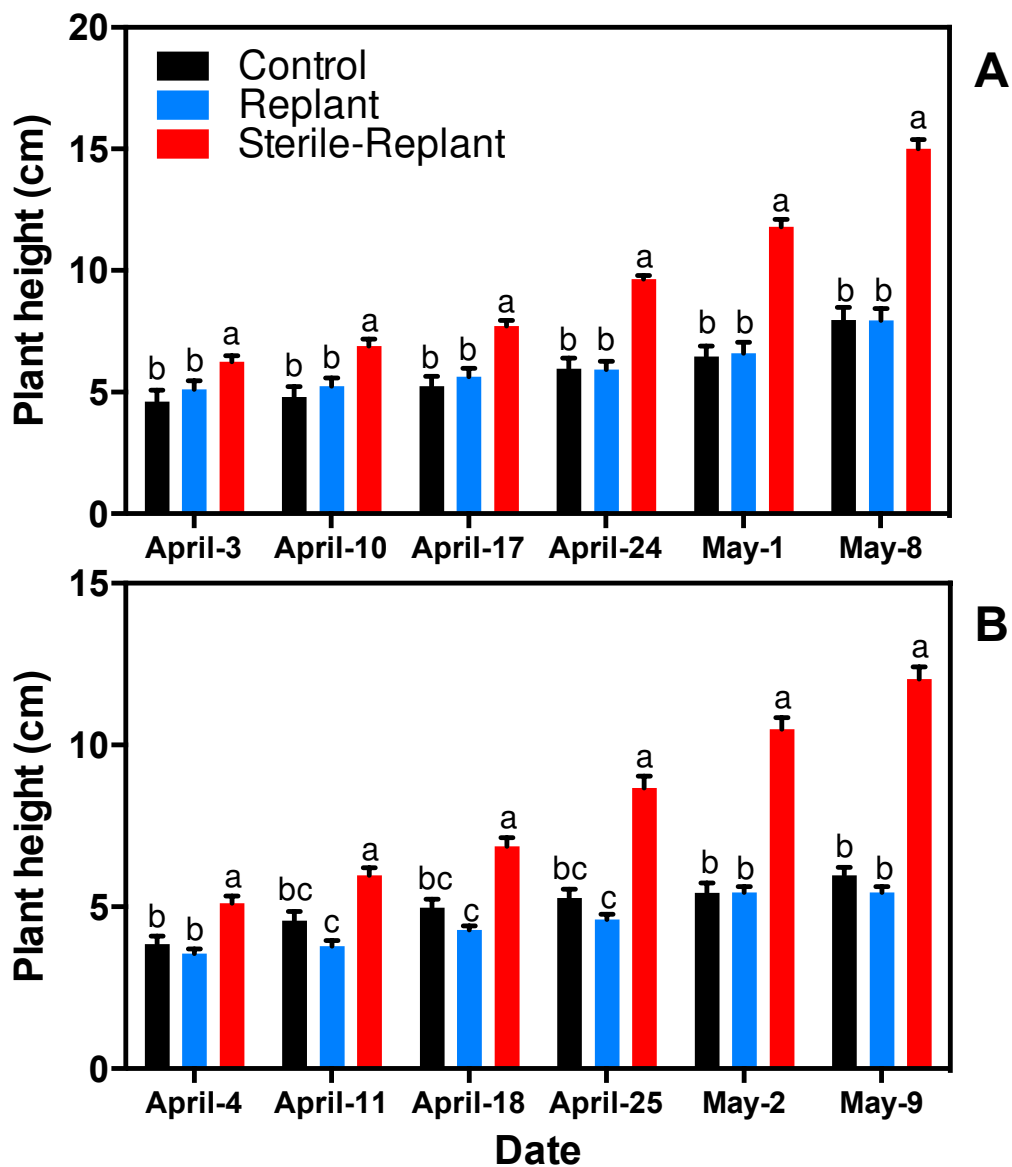 20
15
10
5
0
Plant height (cm)
Control
Replant
Sterile-Replant
A
b b a
b b a
b b a
b b a
b b a
b b a
April-3 April-10 April-17 April-24 May-1 May-8
15
10
5
0
Plant height (cm)
B
b b a
bc c a
bc c a
bc c a
b b a
b b a
April-4 April-11 April-18 April-25 May-2 May-9
Date